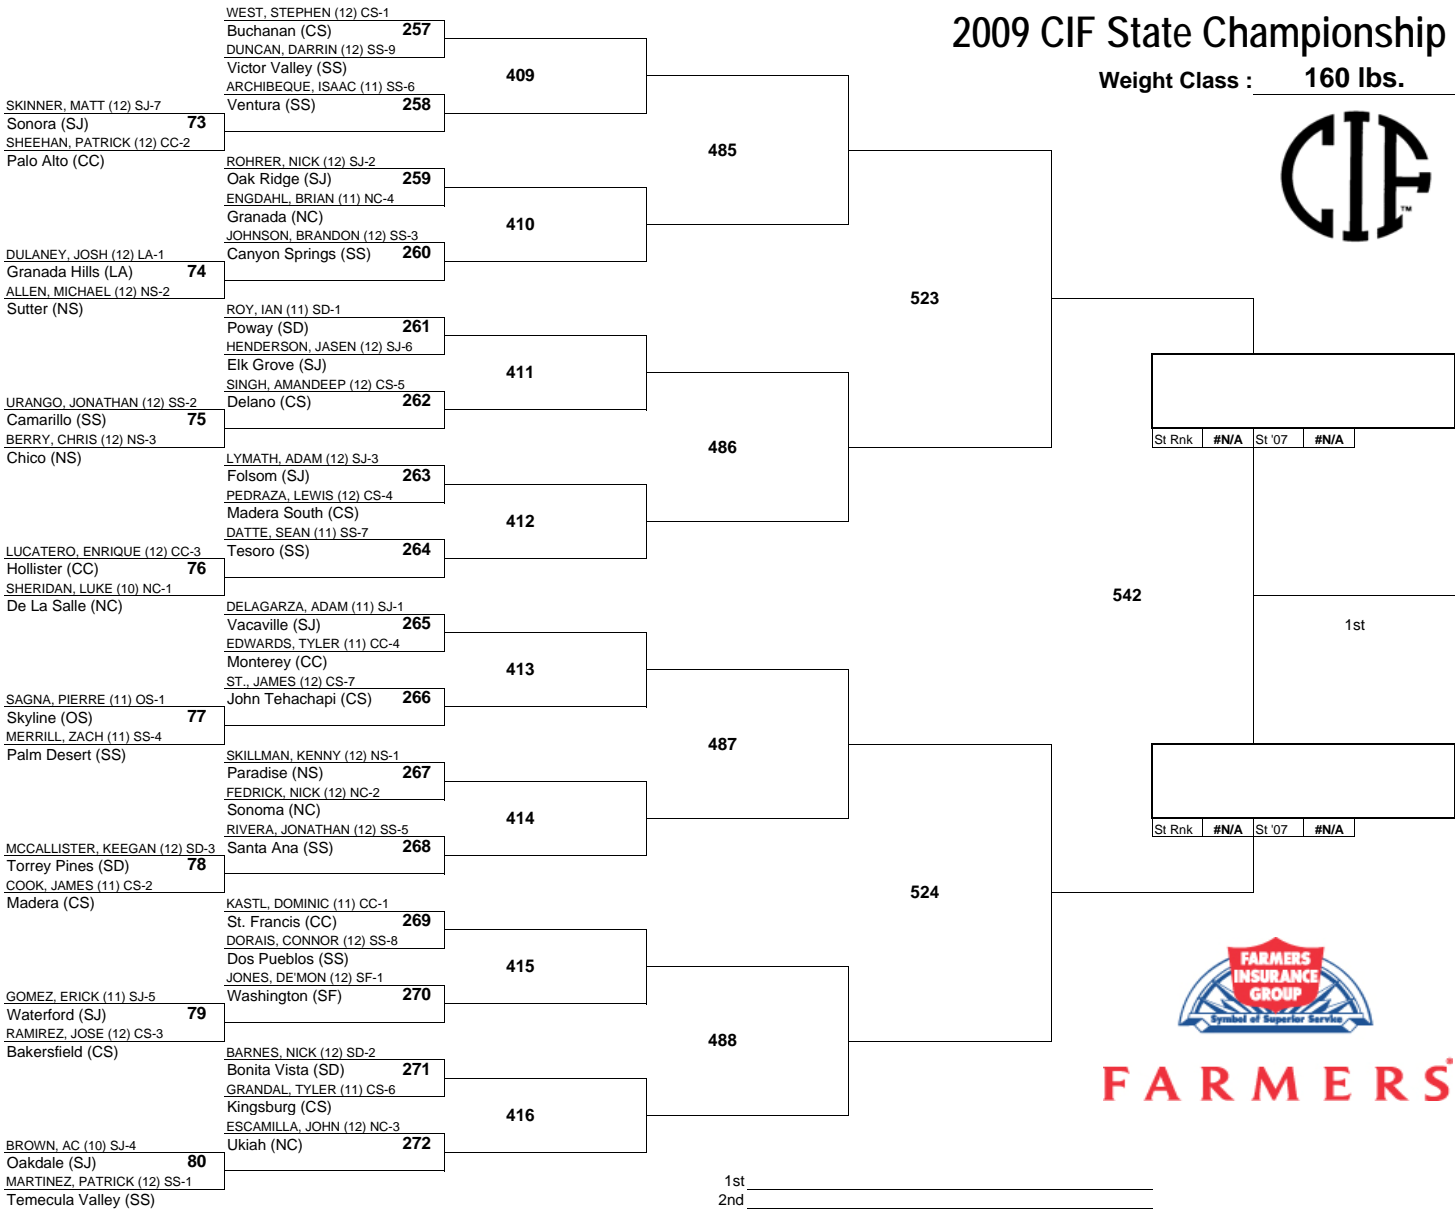 2009 CIF State Championship
Weight Class : 160 lbs.
CIF™
SKINNER, MATT (12) SJ-7
Sonora (SJ) 73
SHEEHAN, PATRICK (12) CC-2
Palo Alto (CC)
DULANEY, JOSH (12) LA-1
Granada Hills (LA) 74
ALLEN, MICHAEL (12) NS-2
Sutter (NS)
URANGO, JONATHAN (12) SS-2
Camarillo (SS) 75
BERRY, CHRIS (12) NS-3
Chico (NS)
LUCATERO, ENRIQUE (12) CC-3
Hollister (CC) 76
SHERIDAN, LUKE (10) NC-1
De La Salle (NC)
SAGNA, PIERRE (11) OS-1
Skyline (OS) 77
MERRILL, ZACH (11) SS-4
Palm Desert (SS)
MCCALLISTER, KEEGAN (12) SD-3
Torrey Pines (SD) 78
COOK, JAMES (11) CS-2
Madera (CS)
GOMEZ, ERICK (11) SJ-5
Waterford (SJ) 79
RAMIREZ, JOSE (12) CS-3
Bakersfield (CS)
BROWN, AC (10) SJ-4
Oakdale (SJ) 80
MARTINEZ, PATRICK (12) SS-1
Temecula Valley (SS)
WEST, STEPHEN (12) CS-1
Buchanan (CS) 257
DUNCAN, DARRIN (12) SS-9
Victor Valley (SS)
ARCHIBEQUE, ISAAC (11) SS-6
Ventura (SS) 258
ROHRER, NICK (12) SJ-2
Oak Ridge (SJ) 259
ENGDAHL, BRIAN (11) NC-4
Granada (NC)
JOHNSON, BRANDON (12) SS-3
Canyon Springs (SS) 260
ROY, IAN (11) SD-1
Poway (SD) 261
HENDERSON, JASEN (12) SJ-6
Elk Grove (SJ)
SINGH, AMANDEEP (12) CS-5
Delano (CS) 262
LYMATH, ADAM (12) SJ-3
Folsom (SJ) 263
PEDRAZA, LEWIS (12) CS-4
Madera South (CS)
DATTE, SEAN (11) SS-7
Tesoro (SS) 264
DELAGARZA, ADAM (11) SJ-1
Vacaville (SJ) 265
EDWARDS, TYLER (11) CC-4
Monterey (CC)
ST., JAMES (12) CS-7
John Tehachapi (CS) 266
SKILLMAN, KENNY (12) NS-1
Paradise (NS) 267
FEDRICK, NICK (12) NC-2
Sonoma (NC)
RIVERA, JONATHAN (12) SS-5
Santa Ana (SS) 268
KASTL, DOMINIC (11) CC-1
St. Francis (CC) 269
DORAIS, CONNOR (12) SS-8
Dos Pueblos (SS)
JONES, DE'MON (12) SF-1
Washington (SF) 270
BARNES, NICK (12) SD-2
Bonita Vista (SD) 271
GRANDAL, TYLER (11) CS-6
Kingsburg (CS)
ESCAMILLA, JOHN (12) NC-3
Ukiah (NC) 272
409
410
411
412
413
414
415
416
485
486
487
488
523
524
542
St Rnk #N/A St '07 #N/A
1st
St Rnk #N/A St '07 #N/A
FARMERS
INSURANCE
GROUP
Symbol of Superior Service
FARMERS
1st
2nd